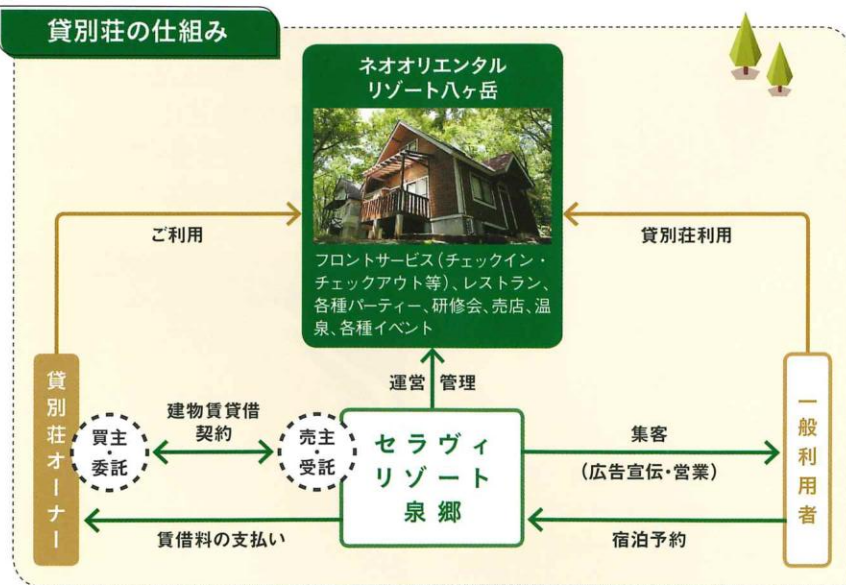 貸別荘の仕組み
ネオオリエンタル
リゾート八ヶ岳
ご利用
貸別荘利用
フロントサービス(チェックイン・
チェックアウト等)、レストラン、
各種パーティー、研修会、売店、温
泉、各種イベント
運営 管理
貸別荘オーナー
買主・委託
建物賃貸借
契約
売主・受託
セラヴィ
リゾート
泉郷
集客
(広告宣伝・営業)
一般利用者
賃借料の支払い
宿泊予約